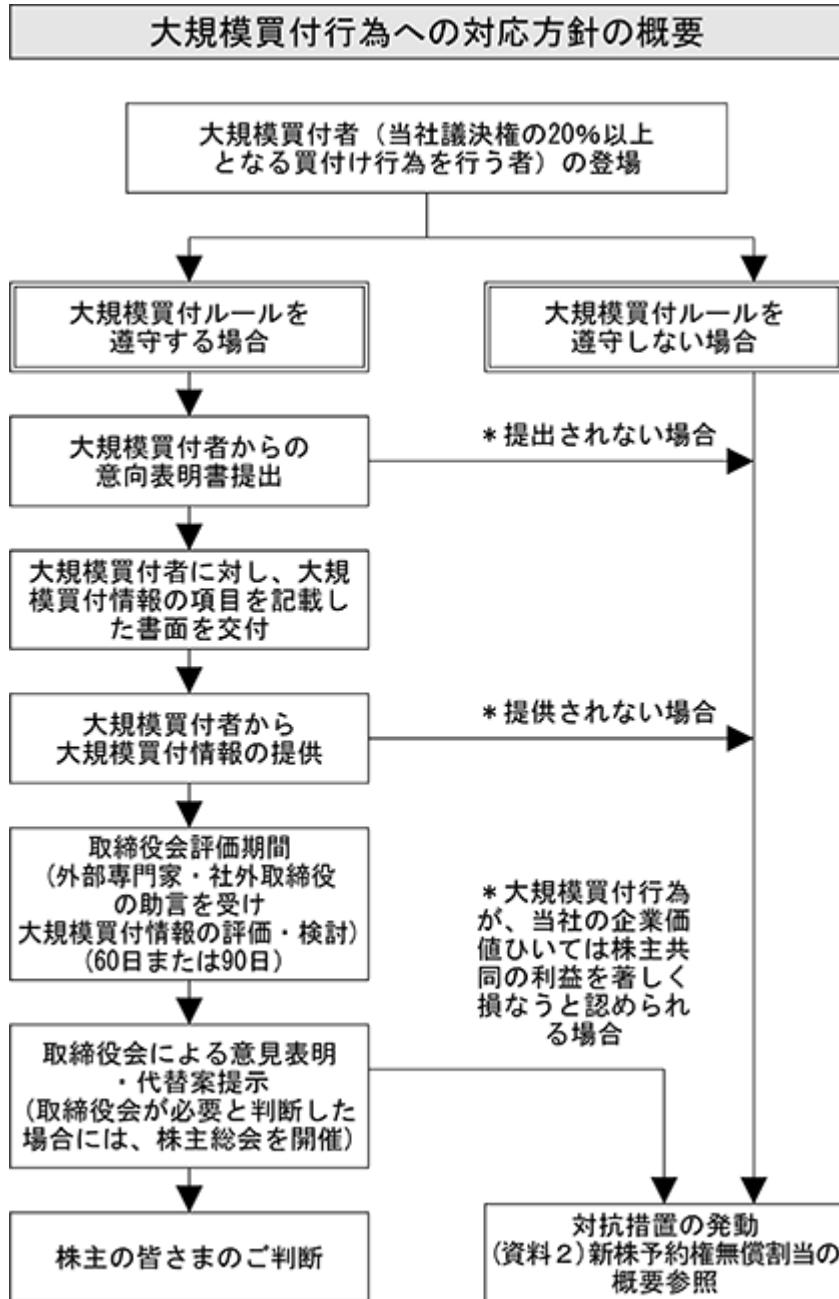 大規模買付行為への対応方針の概要
大規模買付者（当社議決権の20%以上
となる買付け行為を行う者）の登場
大規模買付ルールを
遵守する場合
大規模買付ルールを
遵守しない場合
大規模買付者からの
意向表明書提出
＊提出されない場合
大規模買付者に対し、大規
模買付情報の項目を記載し
た書面を交付
大規模買付者から
大規模買付情報の提供
＊提供されない場合
取締役会評価期間
(外部専門家・社外取締役
の助言を受け
大規模買付情報の評価・検討)
(60日または90日)
＊大規模買付行為
が、当社の企業価
値ひいては株主共
同の利益を著しく
損なうと認められ
る場合
取締役会による意見表明
・代替案提示
(取締役会が必要と判断した
場合には、株主総会を開催)
株主の皆さまのご判断
対抗措置の発動
(資料２)新株予約権無償割当の
概要参照